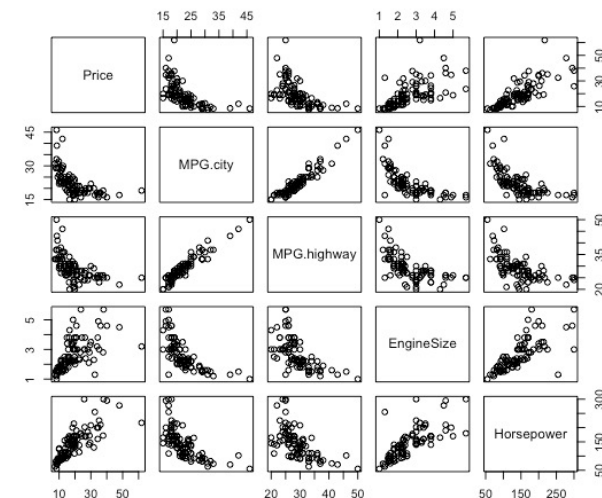 15 25 35 45 1 2 3 4 5
Price
10 30 50
15 30 45
MPG.city
MPG.highway
20 35 50
1 3 5
EngineSize
Horsepower
50 150 300
10 30 50 20 30 40 50 50 150 250